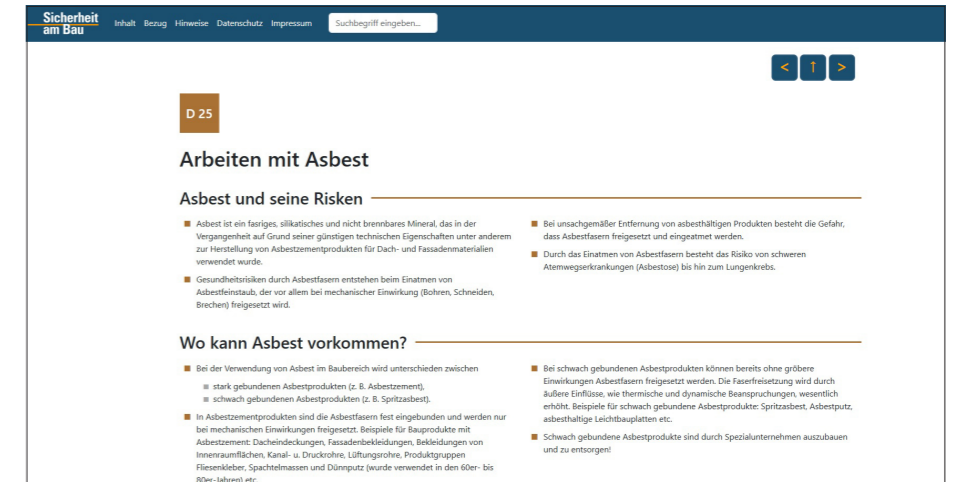 Sicherheit
am Bau
Inhalt Bezug Hinweise Datenschutz Impressum
Suchbegriff eingeben...
< ↑ >
D 25
Arbeiten mit Asbest
Asbest und seine Risken
Asbest ist ein fasriges, silikatisches und nicht brennbares Mineral, das in der
Vergangenheit auf Grund seiner günstigen technischen Eigenschaften unter anderem
zur Herstellung von Asbestzementprodukten für Dach- und Fassadenmaterialien
verwendet wurde.
Gesundheitsrisiken durch Asbestfasern entstehen beim Einatmen von
Asbestfeinstaub, der vor allem bei mechanischer Einwirkung (Bohren, Schneiden,
Brechen) freigesetzt wird.
Bei unsachgemäßer Entfernung von asbesthältigen Produkten besteht die Gefahr,
dass Asbestfasern freigesetzt und eingeatmet werden.
Durch das Einatmen von Asbestfasern besteht das Risiko von schweren
Atemwegserkrankungen (Asbestose) bis hin zum Lungenkrebs.
Wo kann Asbest vorkommen?
Bei der Verwendung von Asbest im Baubereich wird unterschieden zwischen
stark gebundenen Asbestprodukten (z. B. Asbestzement),
schwach gebundenen Asbestprodukten (z. B. Spritzasbest).
In Asbestzementprodukten sind die Asbestfasern fest eingebunden und werden nur
bei mechanischen Einwirkungen freigesetzt. Beispiele für Bauprodukte mit
Asbestzement: Dacheindeckungen, Fassadenbekleidungen, Bekleidungen von
Innenraumflächen, Kanal- u. Druckrohre, Lüftungsrohre, Produktgruppen
Fliesenkleber, Spachtelmassen und Dünnputz (wurde verwendet in den 60er- bis
80er-Jahren) etc.
Bei schwach gebundenen Asbestprodukten können bereits ohne gröbere
Einwirkungen Asbestfasern freigesetzt werden. Die Faserfreisetzung wird durch
äußere Einflüsse, wie thermische und dynamische Beanspruchungen, wesentlich
erhöht. Beispiele für schwach gebundene Asbestprodukte: Spritzasbest, Asbestputz,
asbesthaltige Leichtbauplatten etc.
Schwach gebundene Asbestprodukte sind durch Spezialunternehmen auszubauen
und zu entsorgen!